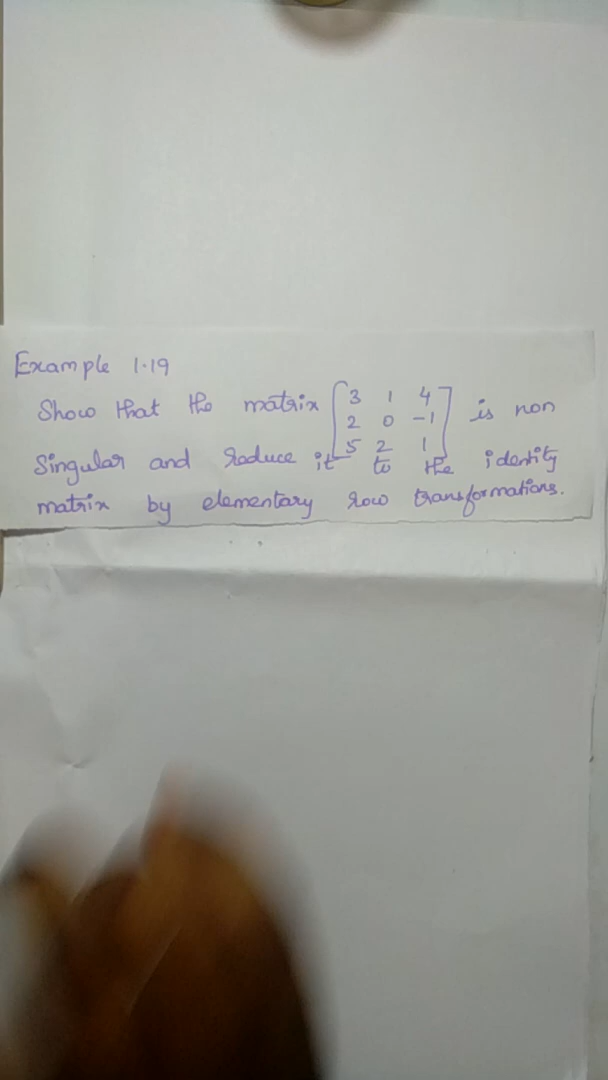 Example 1.19
Show that the matrix [3 1 4
2 0 -1
5 2 1] is non
Singular and reduce it to the identity
matrix by elementary row transformations.